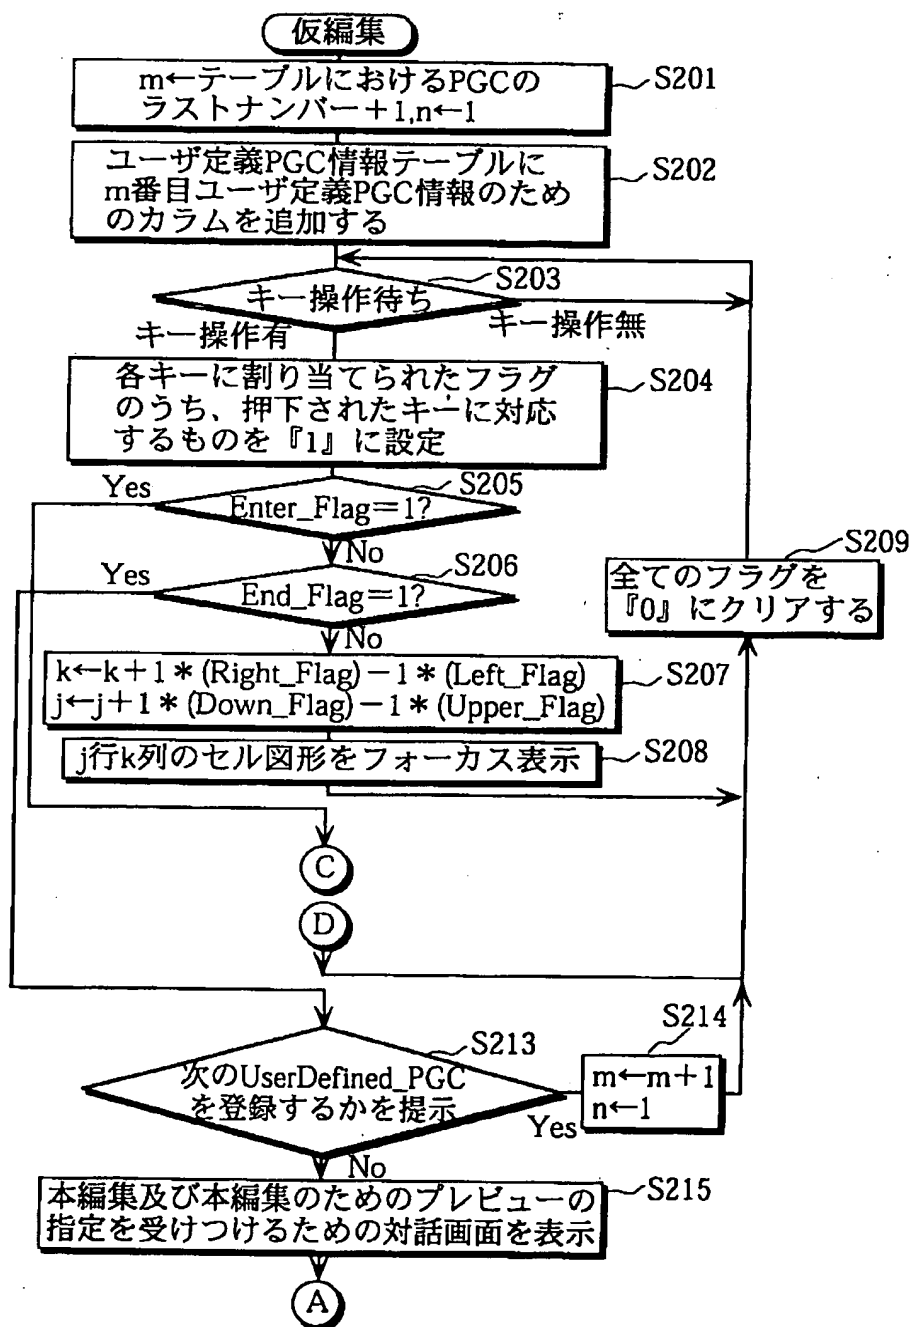 仮編集
m←テーブルにおけるPGCの
ラストナンバー+1,n←1
S201
ユーザ定義PGC情報テーブルに
m番目ユーザ定義PGC情報のため
のカラムを追加する
S202
S203
キー操作待ち
キー操作有
キー操作無
各キーに割り当てられたフラグ
のうち、押下されたキーに対応
するものを『1』に設定
S204
Yes
S205
Enter_Flag=1?
No
Yes
S206
End_Flag=1?
No
S209
全てのフラグを
『0』にクリアする
k←k+1*(Right_Flag)-1*(Left_Flag)
j←j+1*(Down_Flag)-1*(Upper_Flag)
S207
j行k列のセル図形をフォーカス表示
S208
C
D
S213
次のUserDefined_PGC
を登録するかを提示
Yes
S214
m←m+1
n←1
No
本編集及び本編集のためのプレビューの
指定を受けつけるための対話画面を表示
S215
A